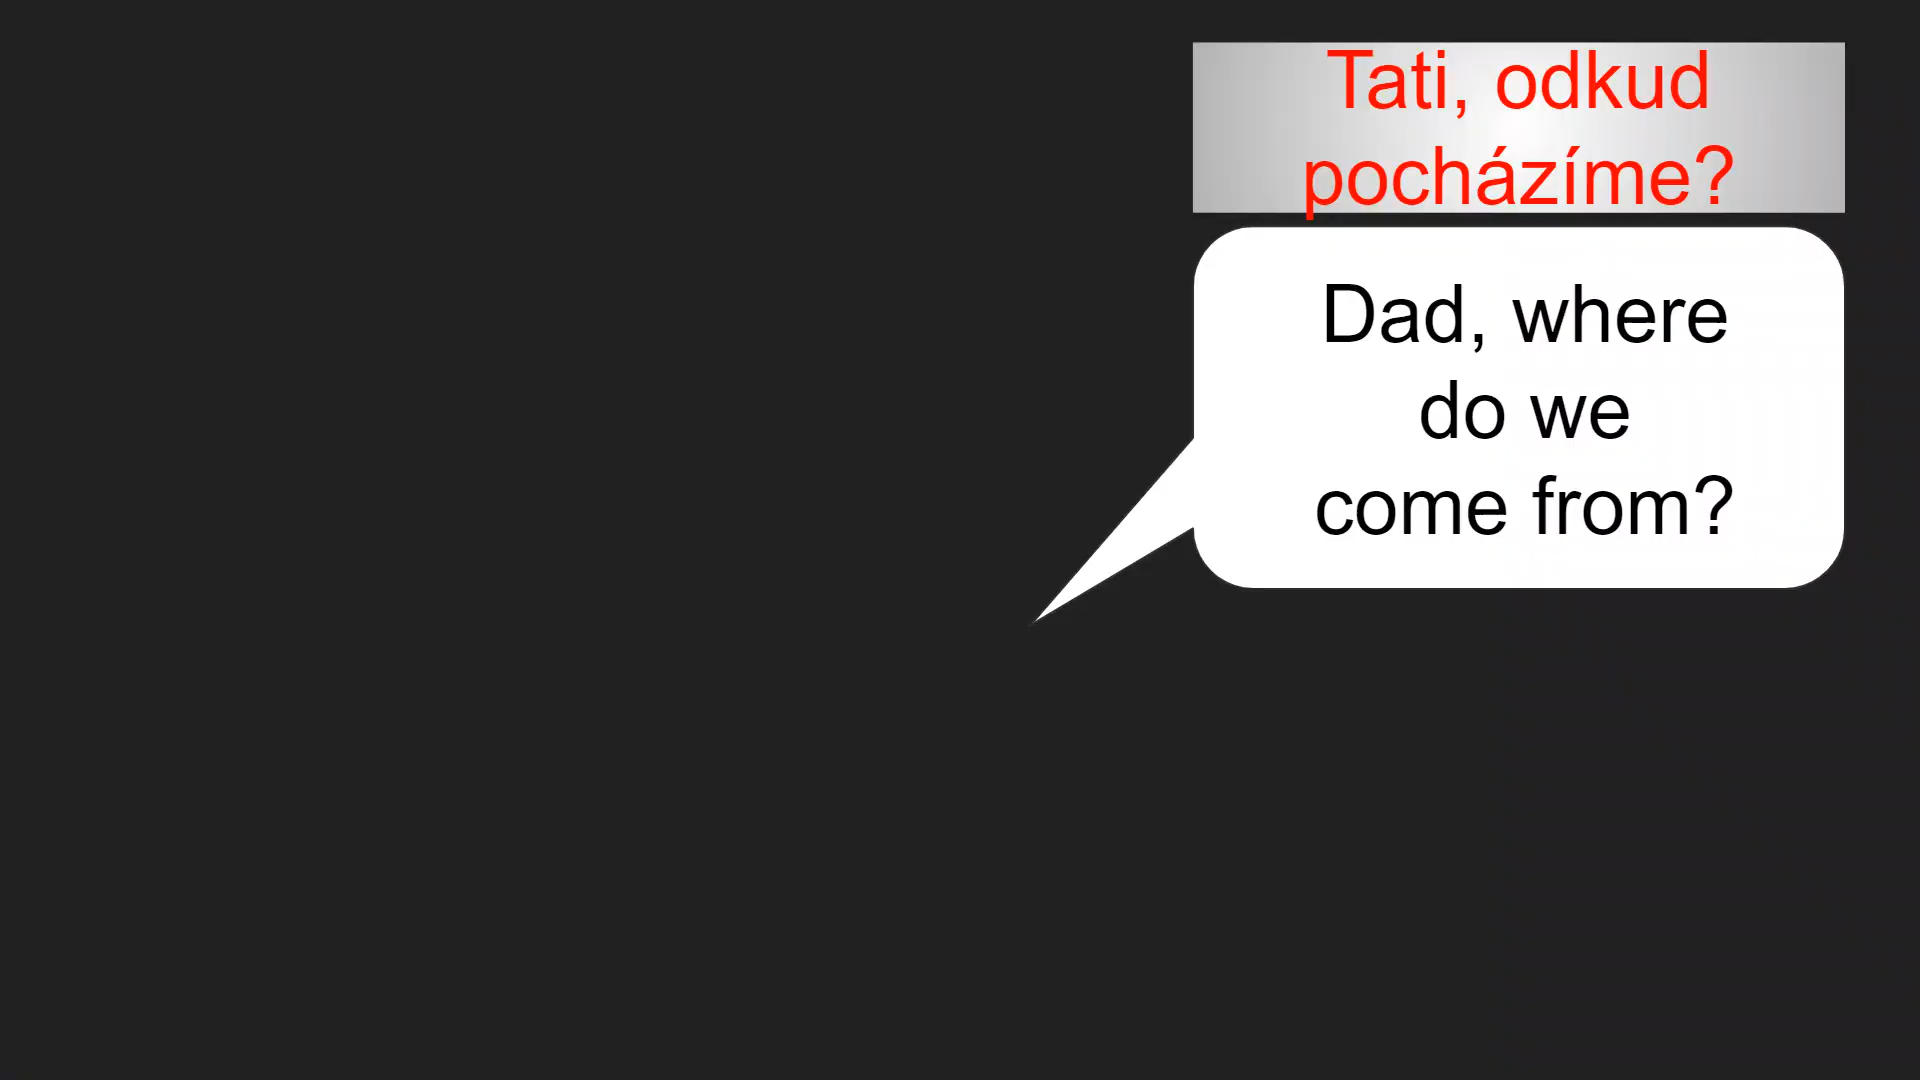 Tati, odkud
pocházíme?
Dad, where
do we
come from?